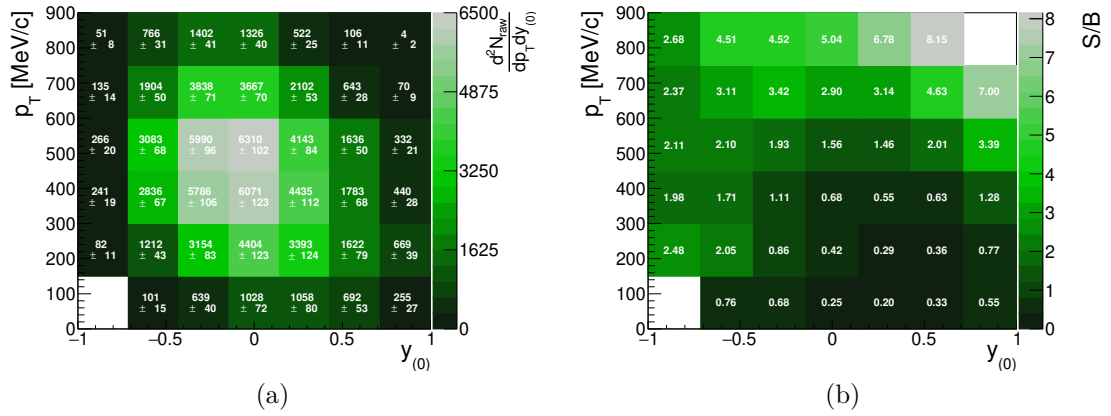 p_T [MeV/c]
900
800
700
600
500
400
300
200
100
0
51 ± 8 766 ± 31 1402 ± 41 1326 ± 40 522 ± 25 106 ± 11 4 ± 2
135 ± 14 1904 ± 50 3838 ± 71 3667 ± 70 2102 ± 53 643 ± 28 70 ± 9
266 ± 20 3083 ± 68 5990 ± 96 6310 ± 102 4143 ± 84 1636 ± 50 332 ± 21
241 ± 19 2836 ± 67 5786 ± 106 6071 ± 123 4435 ± 112 1783 ± 68 440 ± 28
82 ± 11 1212 ± 43 3154 ± 83 4404 ± 123 3393 ± 124 1622 ± 79 669 ± 39
101 ± 15 639 ± 40 1028 ± 72 1058 ± 80 692 ± 53 255 ± 27
−1 −0.5 0 0.5 1
y_(0)
6500
4875
3250
1625
0
d²N_raw
dp_T dy_(0)
(a)
p_T [MeV/c]
900
800
700
600
500
400
300
200
100
0
2.68 4.51 4.52 5.04 6.78 8.15
2.37 3.11 3.42 2.90 3.14 4.63 7.00
2.11 2.10 1.93 1.56 1.46 2.01 3.39
1.98 1.71 1.11 0.68 0.55 0.63 1.28
2.48 2.05 0.86 0.42 0.29 0.36 0.77
0.76 0.68 0.25 0.20 0.33 0.55
−1 −0.5 0 0.5 1
y_(0)
8
7
6
5
4
3
2
1
0
S/B
(b)